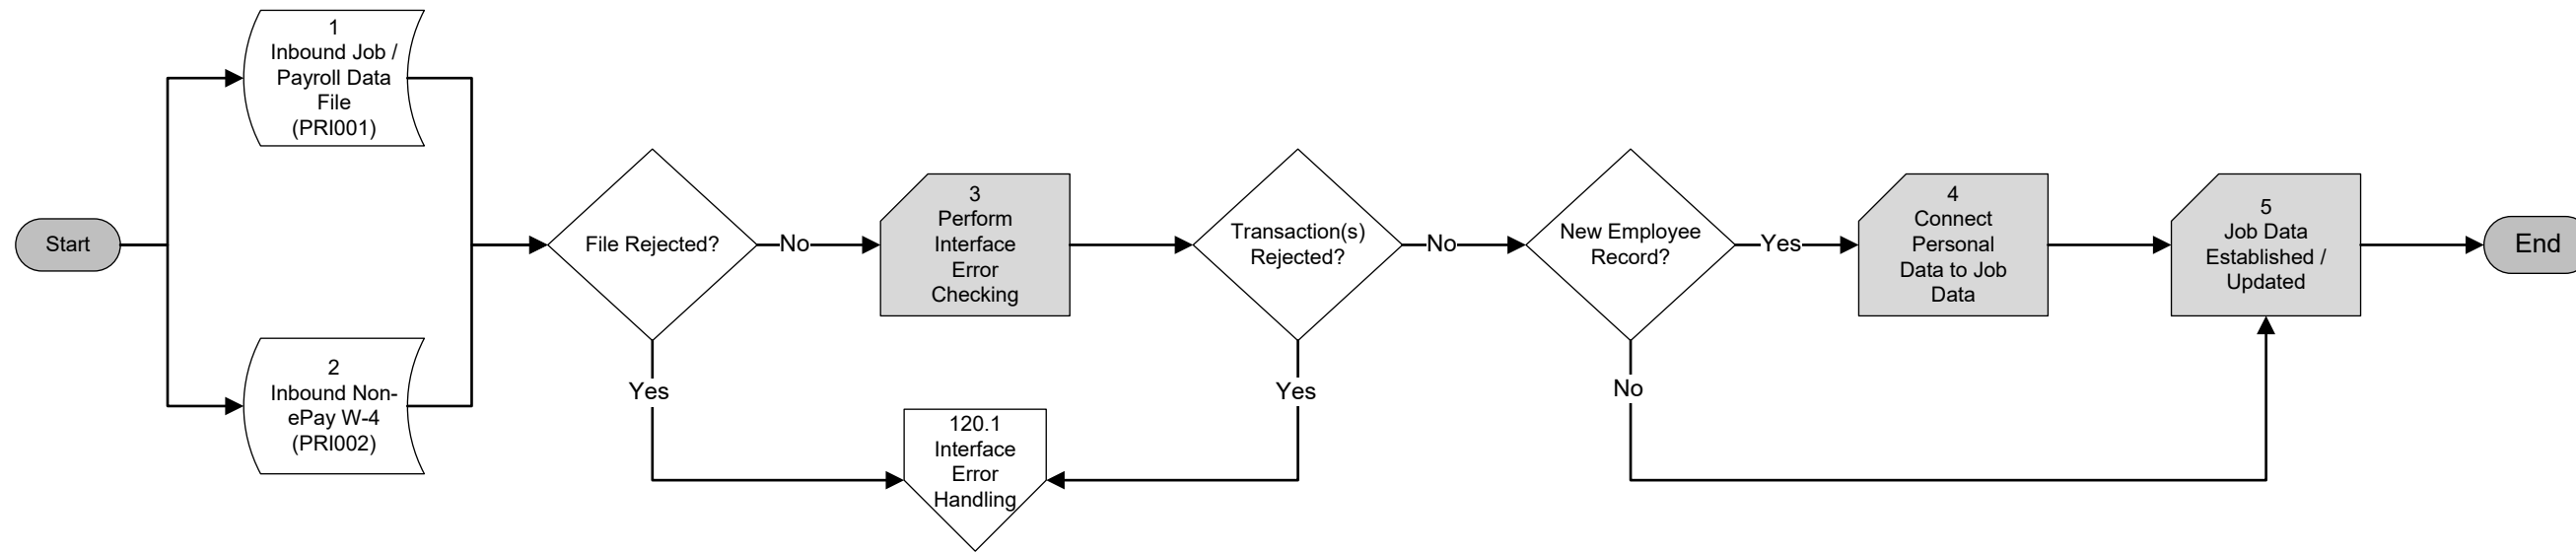 Start
1
Inbound Job /
Payroll Data
File
(PRI001)
2
Inbound Non-
ePay W-4
(PRI002)
File Rejected?
No
Yes
3
Perform
Interface
Error
Checking
120.1
Interface
Error
Handling
Transaction(s)
Rejected?
No
Yes
New Employee
Record?
Yes
No
4
Connect
Personal
Data to Job
Data
5
Job Data
Established /
Updated
End